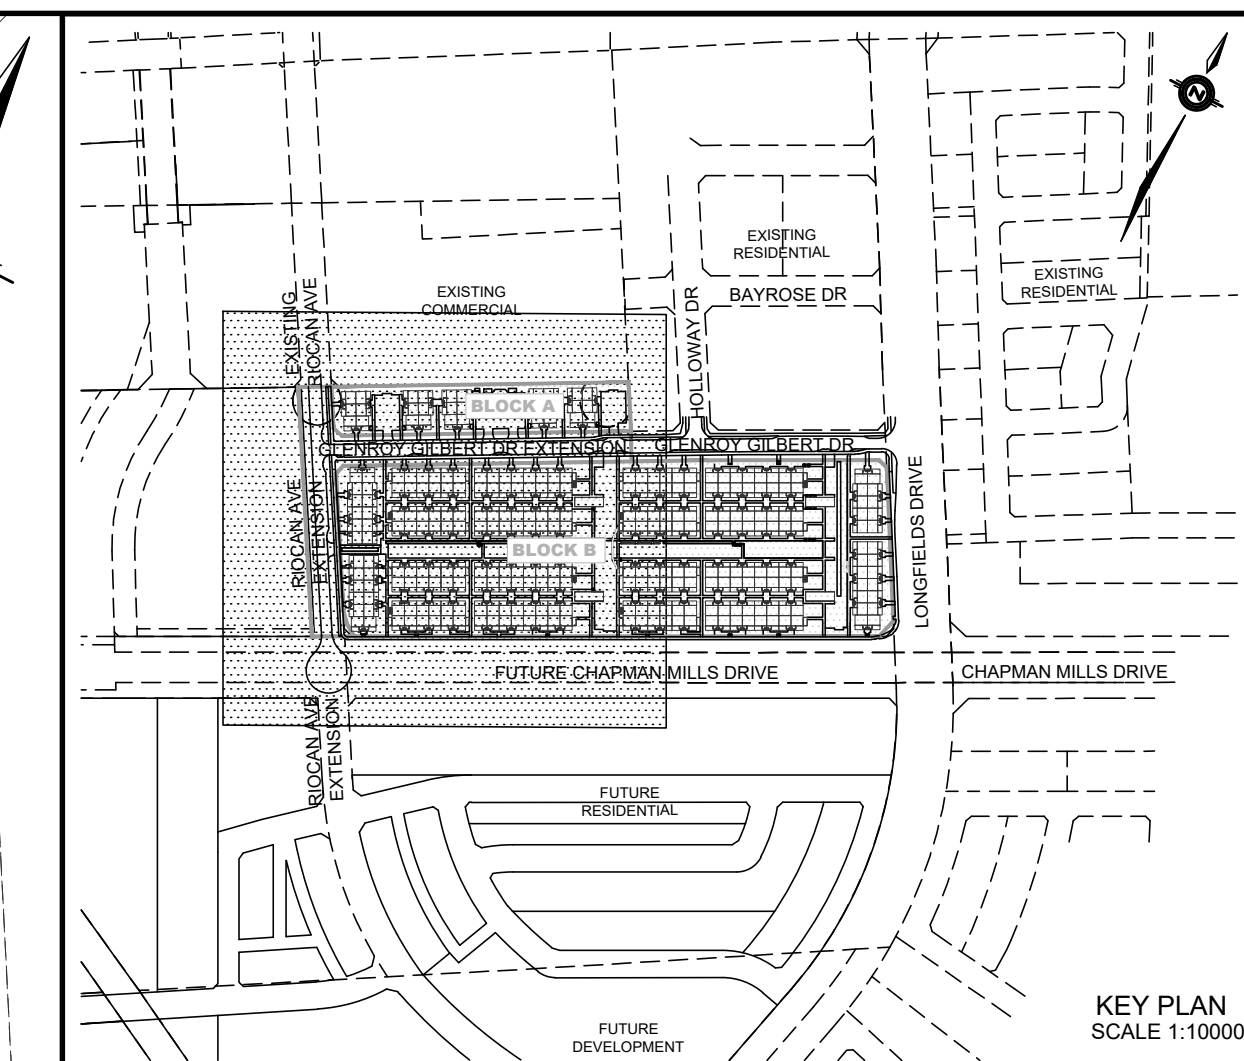 N
EXISTING
RESIDENTIAL
EXISTING
RESIDENTIAL
EXISTING
COMMERCIAL
BAYROSE DR
HOLLOWAY DR
EXISTING
RIOCAN AVE
BLOCK A
GLENROY GILBERT DR EXTENSION
GLENROY GILBERT DR
RIOCAN AVE
EXTENSION
BLOCK B
LONGFIELDS DRIVE
FUTURE CHAPMAN MILLS DRIVE
CHAPMAN MILLS DRIVE
RIOCAN AVE
EXTENSION
FUTURE
RESIDENTIAL
FUTURE
DEVELOPMENT
KEY PLAN
SCALE 1:10000